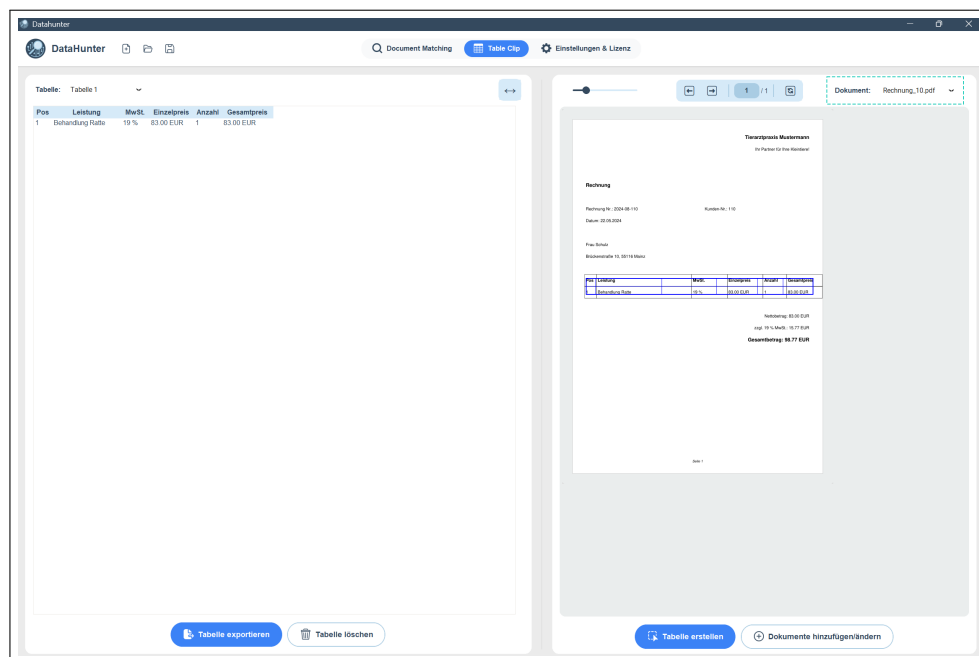 Datahunter
DataHunter
Document Matching
Table Clip
Einstellungen & Lizenz
Tabelle: Tabelle 1
Pos Leistung MwSt. Einzelpreis Anzahl Gesamtpreis
1 Behandlung Ratte 19 % 83.00 EUR 1 83.00 EUR
Tabelle exportieren
Tabelle löschen
1 / 1
Dokument: Rechnung_10.pdf
Tierarztpraxis Mustermann
Ihr Partner für Ihre Kleintiere!
Rechnung
Rechnung Nr.: 2024-08-110 Kunden Nr.: 110
Datum: 22.05.2024
Frau Scholz
Brückenstraße 10, 55116 Mainz
Pos Leistung MwSt. Einzelpreis Anzahl Gesamtpreis
1 Behandlung Ratte 19 % 83.00 EUR 1 83.00 EUR
Nettobetrag: 83.00 EUR
zzgl. 19 % MwSt.: 15.77 EUR
Gesamtbetrag: 98.77 EUR
Seite 1
Tabelle erstellen
Dokumente hinzufügen/ändern